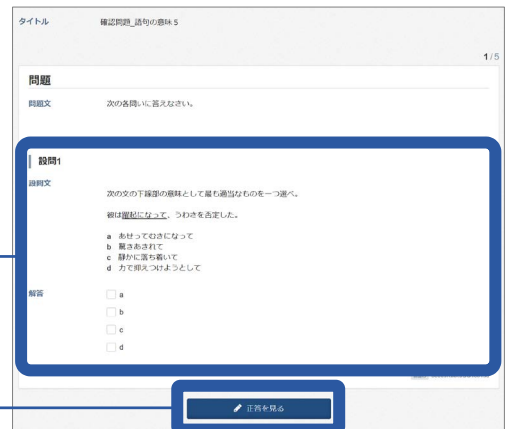 タイトル 確認問題_語句の意味5
1/5
問題
問題文 次の各問いに答えなさい。
設問1
設問文
次の文の下線部の意味として最も適当なものを一つ選べ。
彼は躍起になって、うわさを否定した。
a あせってむきになって
b 驚きあきれて
c 静かに落ち着いて
d 力で抑えつけようとして
解答 a
b
c
d
正答を見る